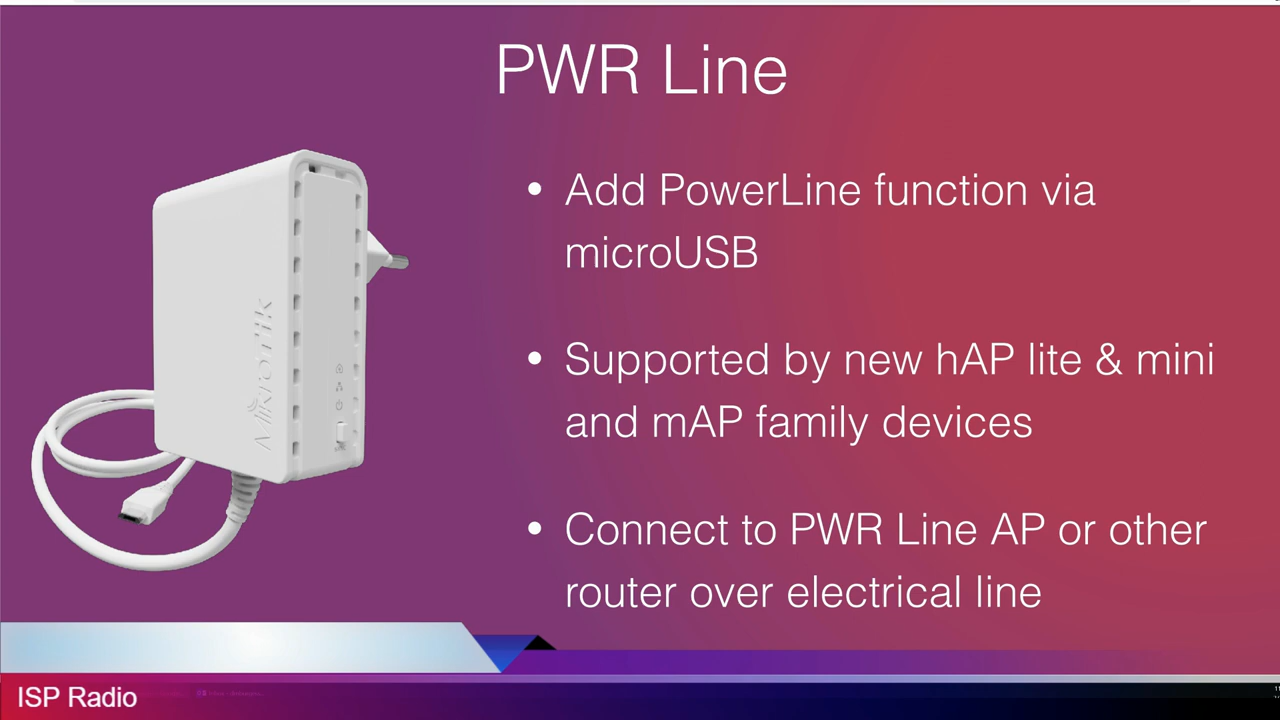 PWR Line
• Add PowerLine function via
microUSB
• Supported by new hAP lite & mini
and mAP family devices
• Connect to PWR Line AP or other
router over electrical line
MikroTik
ISP Radio